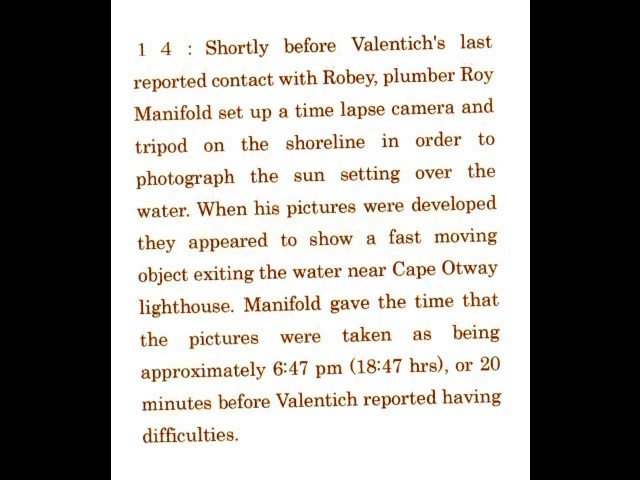 1 4 : Shortly before Valentich's last
reported contact with Robey, plumber Roy
Manifold set up a time lapse camera and
tripod on the shoreline in order to
photograph the sun setting over the
water. When his pictures were developed
they appeared to show a fast moving
object exiting the water near Cape Otway
lighthouse. Manifold gave the time that
the pictures were taken as being
approximately 6:47 pm (18:47 hrs), or 20
minutes before Valentich reported having
difficulties.